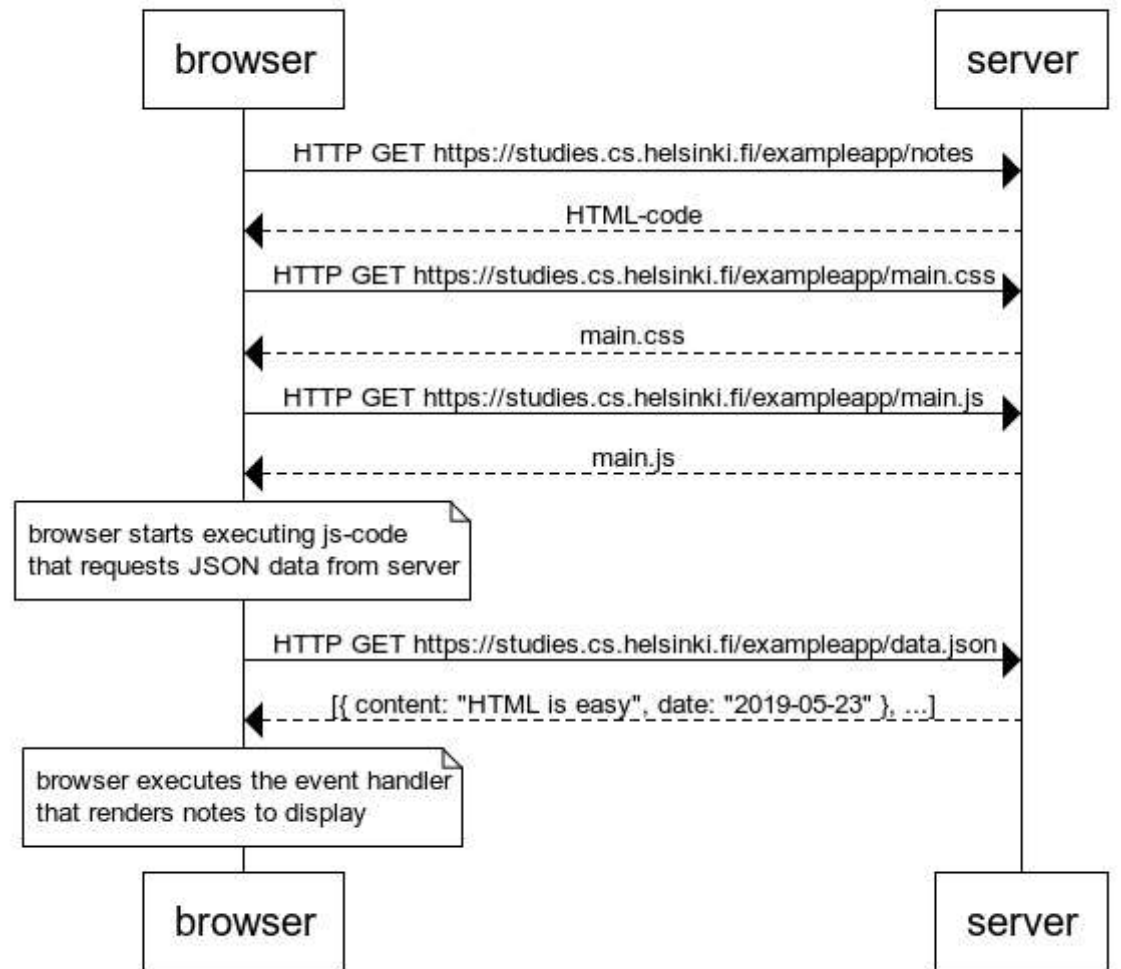 browser
server
HTTP GET https://studies.cs.helsinki.fi/exampleapp/notes
HTML-code
HTTP GET https://studies.cs.helsinki.fi/exampleapp/main.css
main.css
HTTP GET https://studies.cs.helsinki.fi/exampleapp/main.js
main.js
browser starts executing js-code
that requests JSON data from server
HTTP GET https://studies.cs.helsinki.fi/exampleapp/data.json
[{ content: "HTML is easy", date: "2019-05-23" }, ...]
browser executes the event handler
that renders notes to display
browser
server